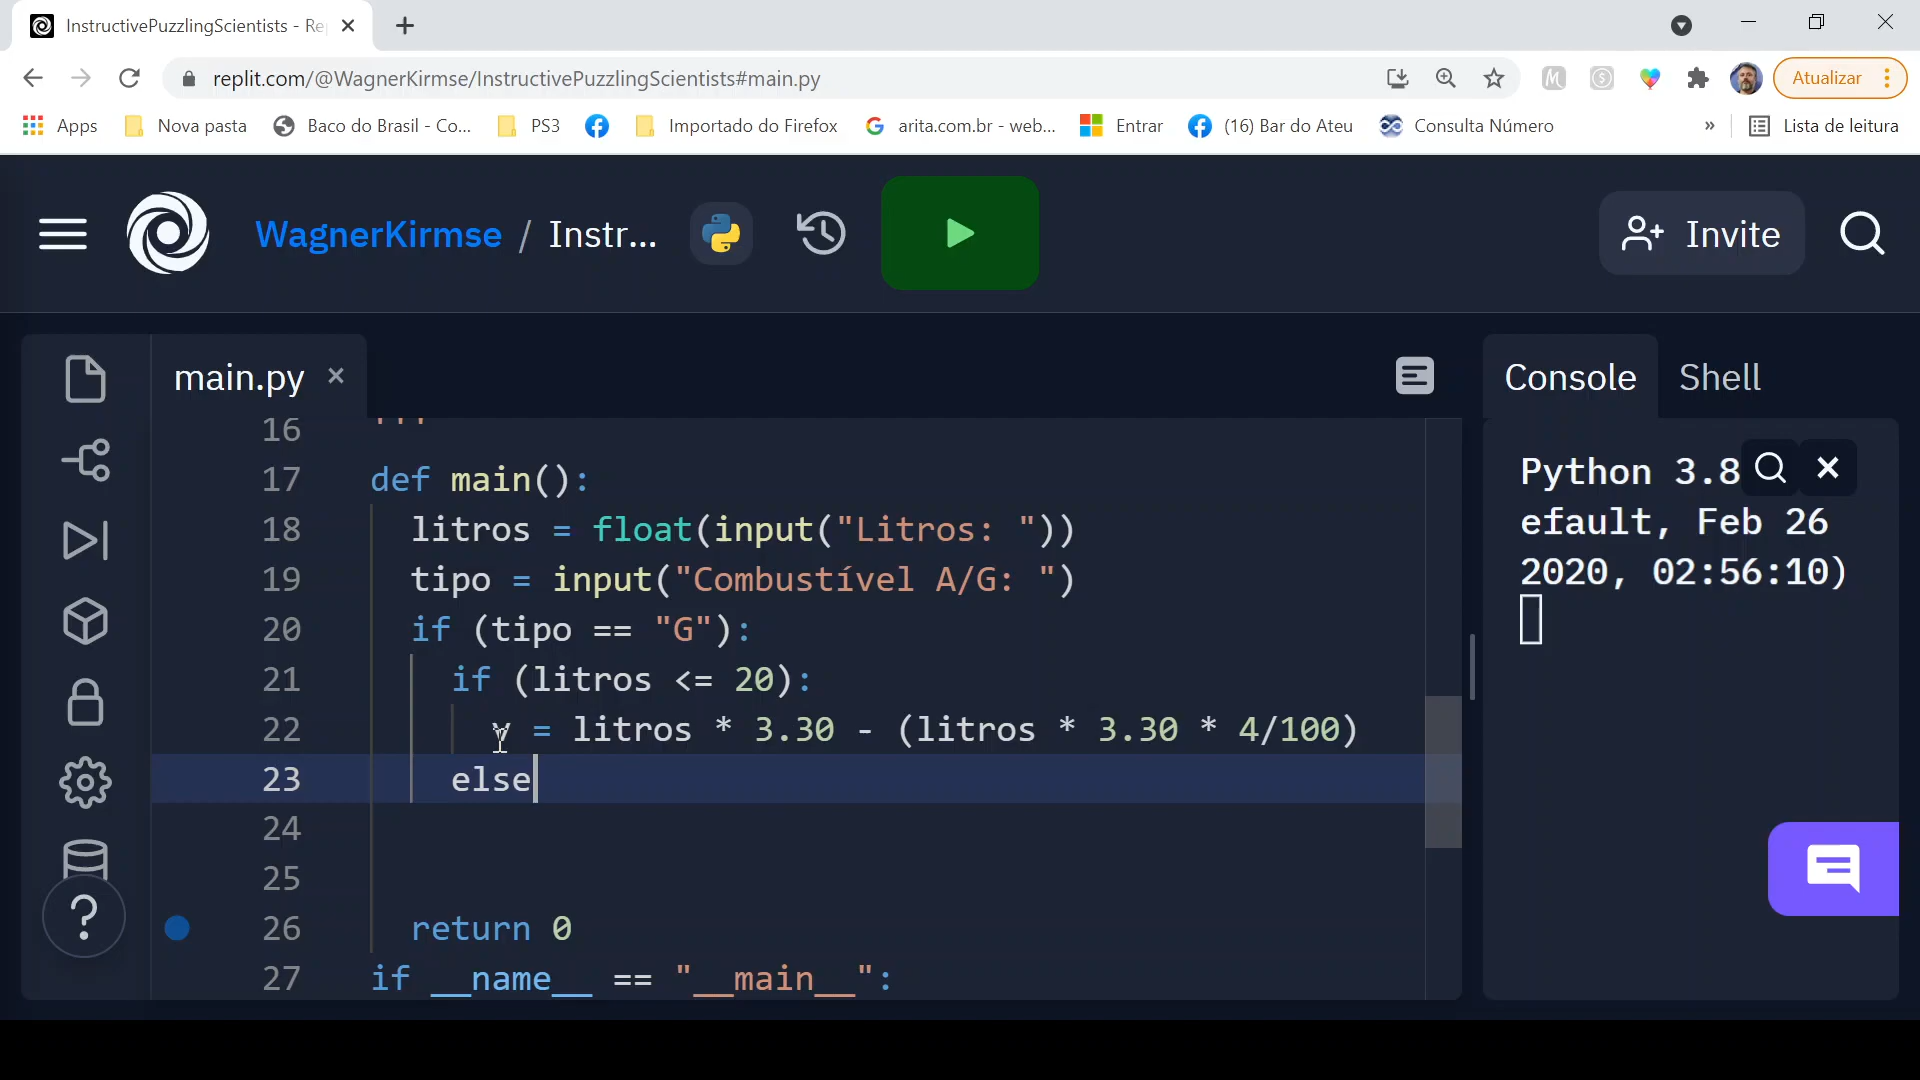 InstructivePuzzlingScientists - Re
replit.com/@WagnerKirmse/InstructivePuzzlingScientists#main.py
Atualizar
Apps
Nova pasta
Baco do Brasil - Co...
PS3
Importado do Firefox
arita.com.br - web...
Entrar
(16) Bar do Ateu
Consulta Número
»
Lista de leitura
WagnerKirmse / Instr...
Invite
main.py
Console
Shell
16 '''
17 def main():
18 litros = float(input("Litros: "))
19 tipo = input("Combustível A/G: ")
20 if (tipo == "G"):
21 if (litros <= 20):
22 v = litros * 3.30 - (litros * 3.30 * 4/100)
23 else
24
25
26 return 0
27 if __name__ == "__main__":
Python 3.8
efault, Feb 26
2020, 02:56:10)
?